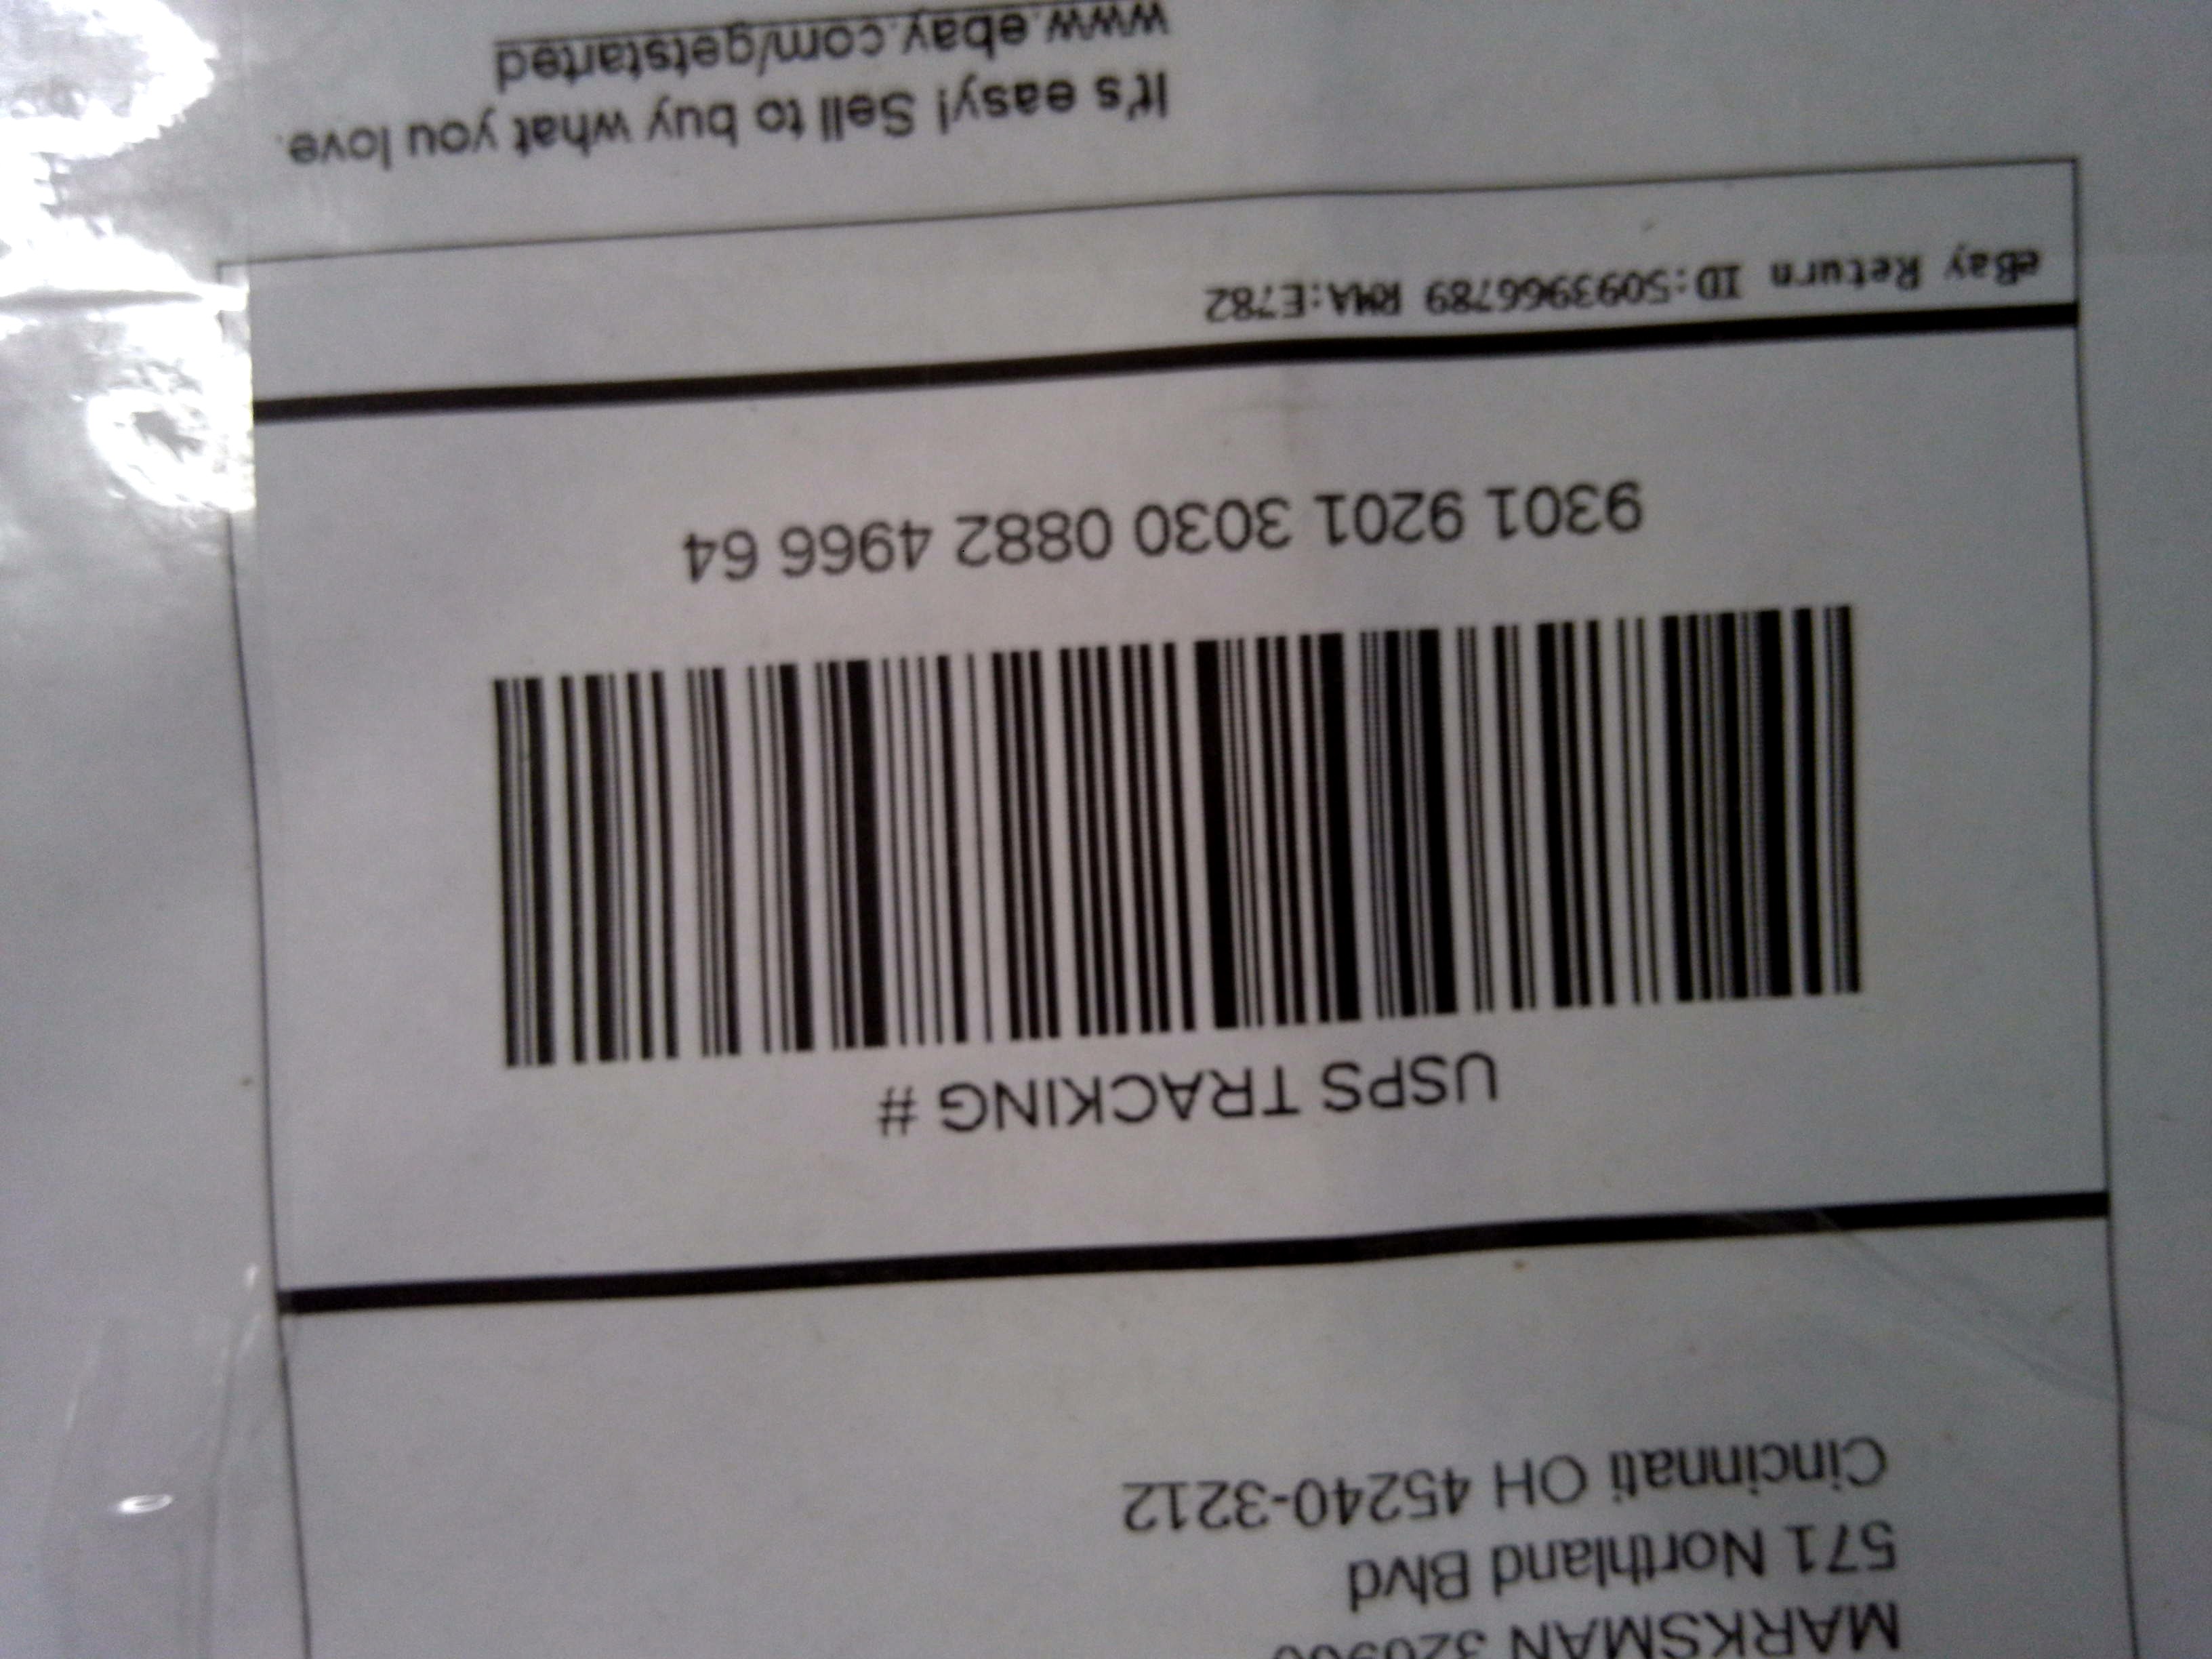 MARKSMAN
571 Northland Blvd
Cincinnati OH 45240-3212
USPS TRACKING #
9301 9201 3030 0882 4966 64
eBay Return ID:5093966789 RMA:E782
It's easy! Sell to buy what you love.
www.ebay.com/getstarted